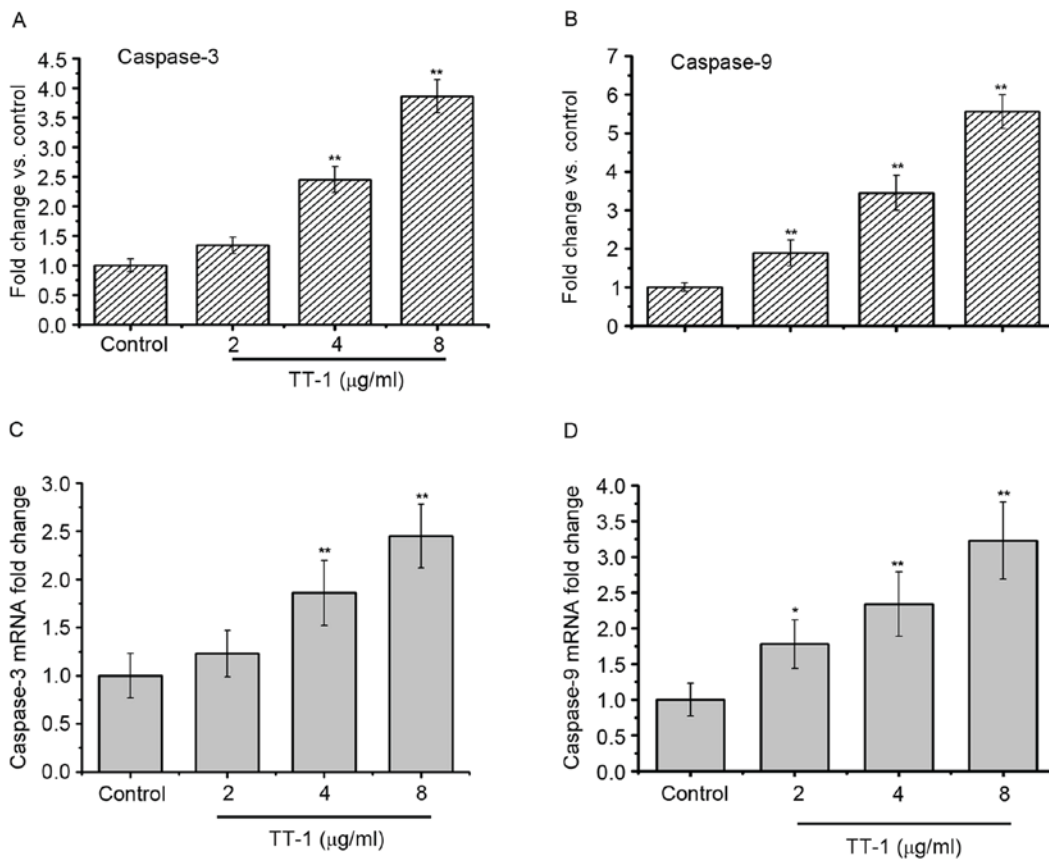 A
Caspase-3
Fold change vs. control
4.5
4.0
3.5
3.0
2.5
2.0
1.5
1.0
0.5
0.0
**
**
Control 2 4 8
TT-1 (μg/ml)
B
Caspase-9
Fold change vs. control
7
6
5
4
3
2
1
0
**
**
**
C
Caspase-3 mRNA fold change
3.0
2.5
2.0
1.5
1.0
0.5
0.0
**
**
Control 2 4 8
TT-1 (μg/ml)
D
Caspase-9 mRNA fold change
4.0
3.5
3.0
2.5
2.0
1.5
1.0
0.5
0.0
*
**
**
Control 2 4 8
TT-1 (μg/ml)